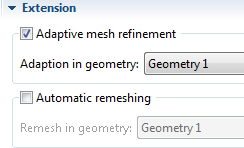 Extension
Adaptive mesh refinement
Adaption in geometry: Geometry 1
Automatic remeshing
Remesh in geometry: Geometry 1